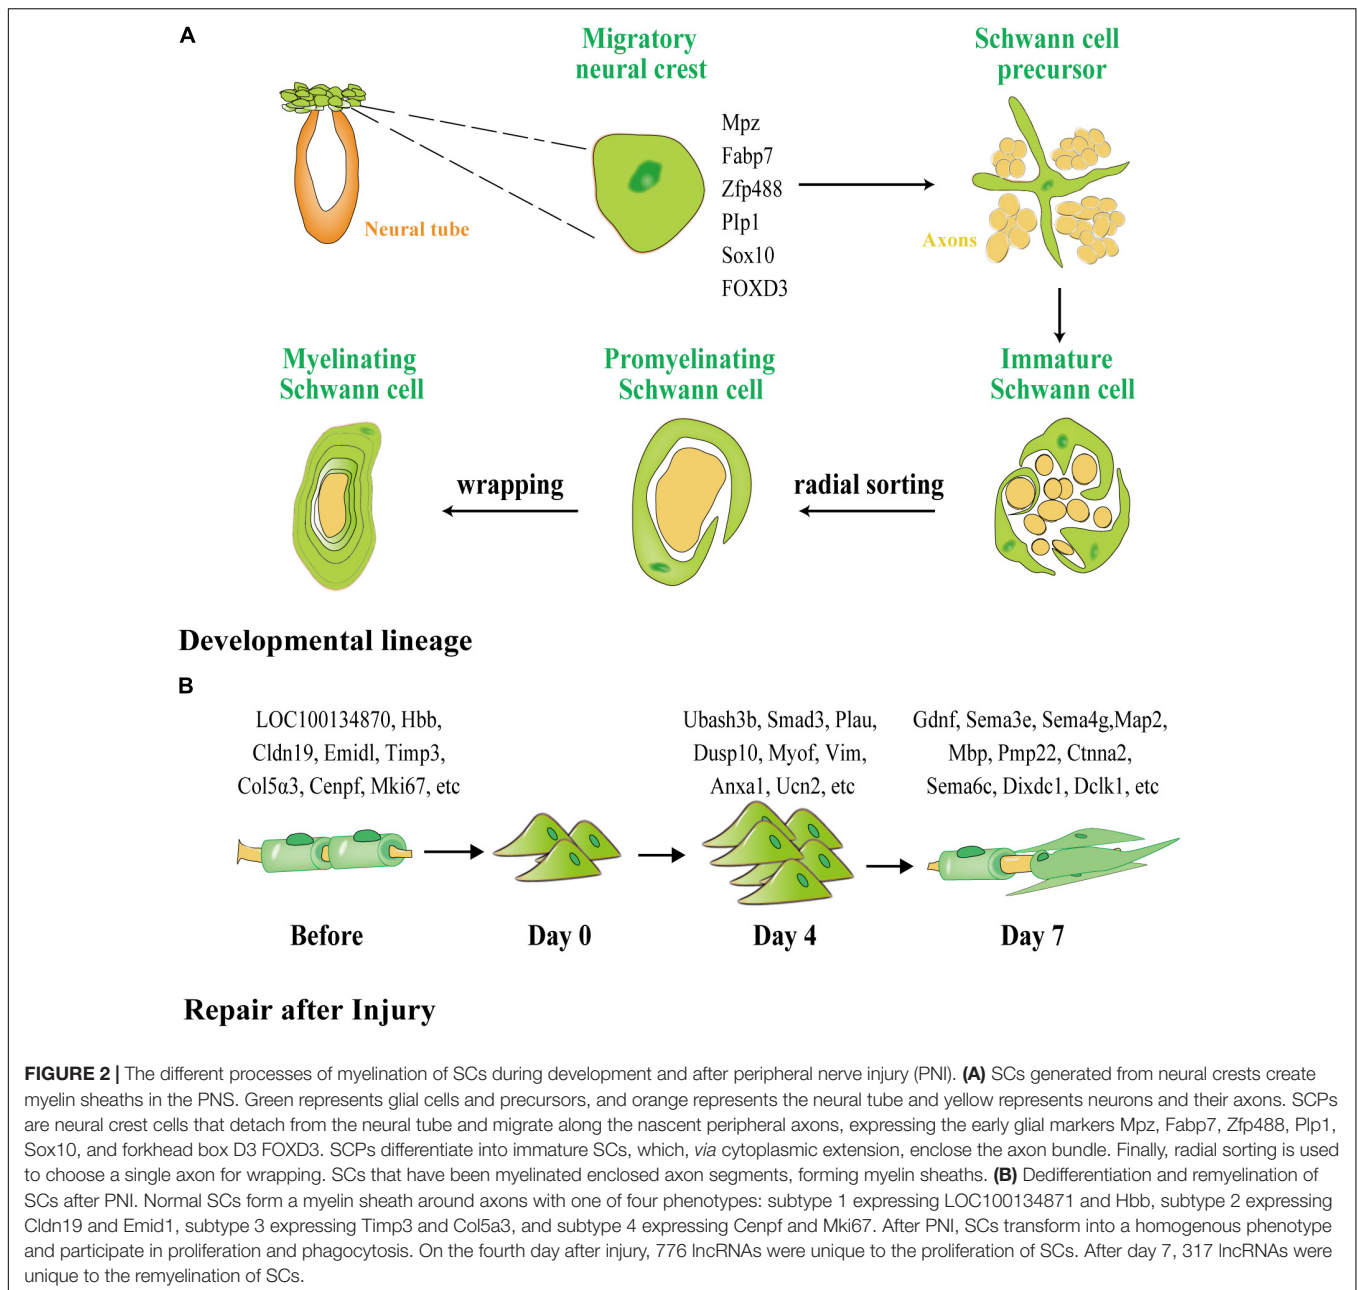 A
Migratory
neural crest
Schwann cell
precursor
Mpz
Fabp7
Zfp488
Plp1
Sox10
FOXD3
Neural tube
Axons
Myelinating
Schwann cell
Promyelinating
Schwann cell
Immature
Schwann cell
wrapping
radial sorting
Developmental lineage
B
LOC100134870, Hbb,
Cldn19, Emidl, Timp3,
Col5α3, Cenpf, Mki67, etc
Ubash3b, Smad3, Plau,
Dusp10, Myof, Vim,
Anxa1, Ucn2, etc
Gdnf, Sema3e, Sema4g,Map2,
Mbp, Pmp22, Ctnna2,
Sema6c, Dixdc1, Dclk1, etc
Before
Day 0
Day 4
Day 7
Repair after Injury
FIGURE 2 | The different processes of myelination of SCs during development and after peripheral nerve injury (PNI). (A) SCs generated from neural crests create
myelin sheaths in the PNS. Green represents glial cells and precursors, and orange represents the neural tube and yellow represents neurons and their axons. SCPs
are neural crest cells that detach from the neural tube and migrate along the nascent peripheral axons, expressing the early glial markers Mpz, Fabp7, Zfp488, Plp1,
Sox10, and forkhead box D3 FOXD3. SCPs differentiate into immature SCs, which, via cytoplasmic extension, enclose the axon bundle. Finally, radial sorting is used
to choose a single axon for wrapping. SCs that have been myelinated enclosed axon segments, forming myelin sheaths. (B) Dedifferentiation and remyelination of
SCs after PNI. Normal SCs form a myelin sheath around axons with one of four phenotypes: subtype 1 expressing LOC100134871 and Hbb, subtype 2 expressing
Cldn19 and Emid1, subtype 3 expressing Timp3 and Col5a3, and subtype 4 expressing Cenpf and Mki67. After PNI, SCs transform into a homogenous phenotype
and participate in proliferation and phagocytosis. On the fourth day after injury, 776 lncRNAs were unique to the proliferation of SCs. After day 7, 317 lncRNAs were
unique to the remyelination of SCs.